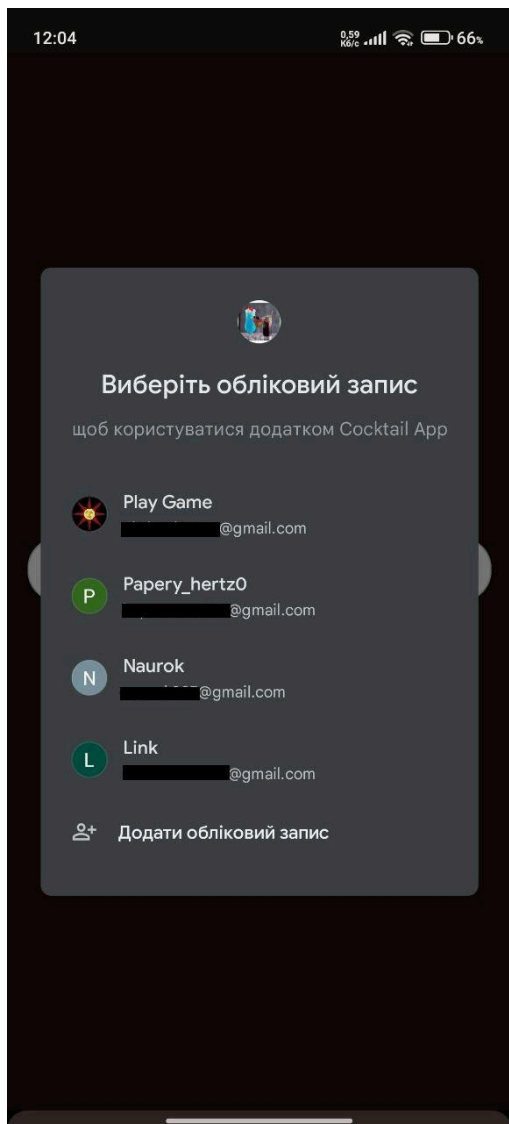 12:04
0,59
Кб/с
66%
Виберіть обліковий запис
щоб користуватися додатком Cocktail App
Play Game
@gmail.com
P
Papery_hertz0
@gmail.com
N
Naurok
@gmail.com
L
Link
@gmail.com
Додати обліковий запис